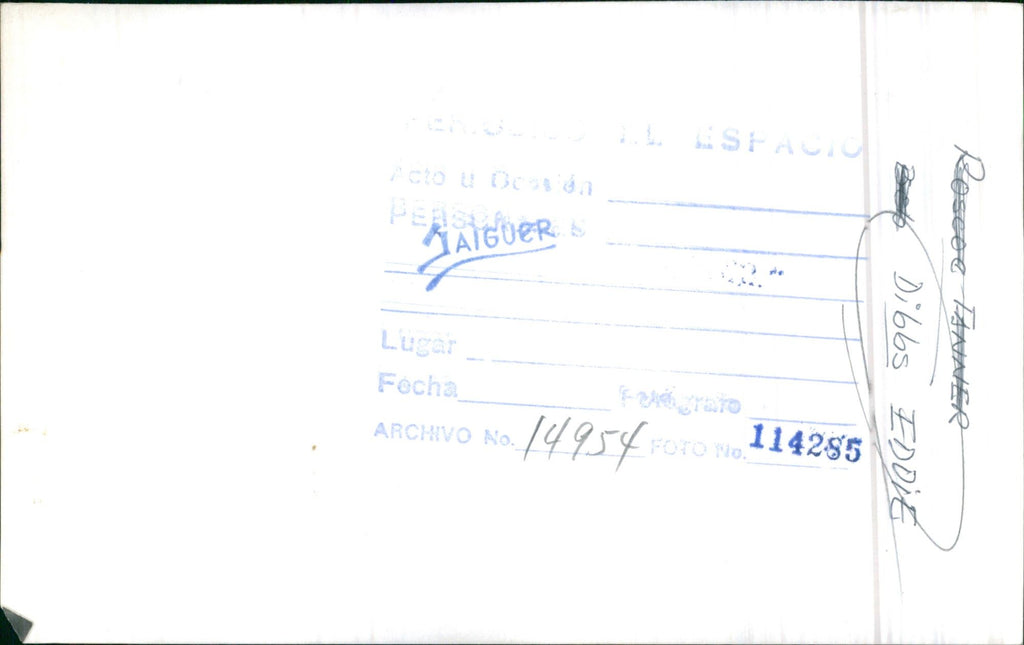 PERIODICO EL ESPACIO
Acto u Ocasión
PERSONAJES
JAIGUER
Lugar
Fecha Fotógrafo
ARCHIVO No. 14954 FOTO No. 114285
Roscoe TANNER
Dibbs EDDIE